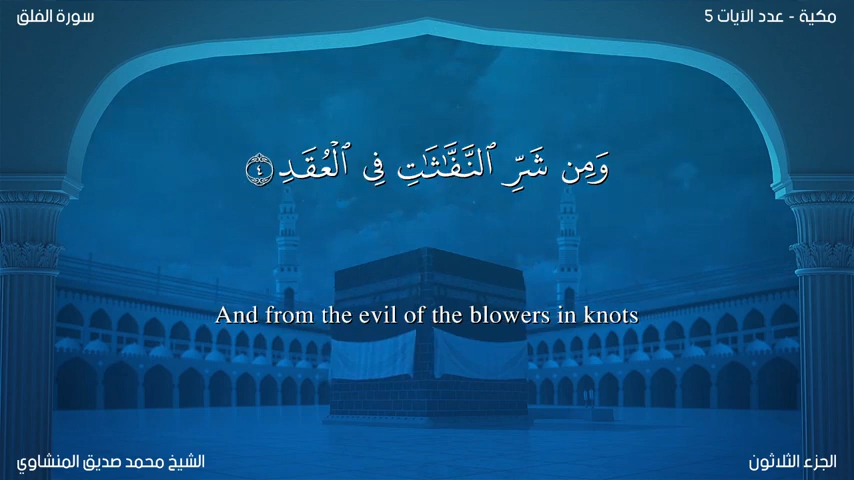 سورة الفلق
مكية - عدد الآيات 5
وَمِن شَرِّ ٱلنَّفَّـٰثَـٰتِ فِى ٱلْعُقَدِ ٤
And from the evil of the blowers in knots
الشيخ محمد صديق المنشاوي
الجزء الثلاثون